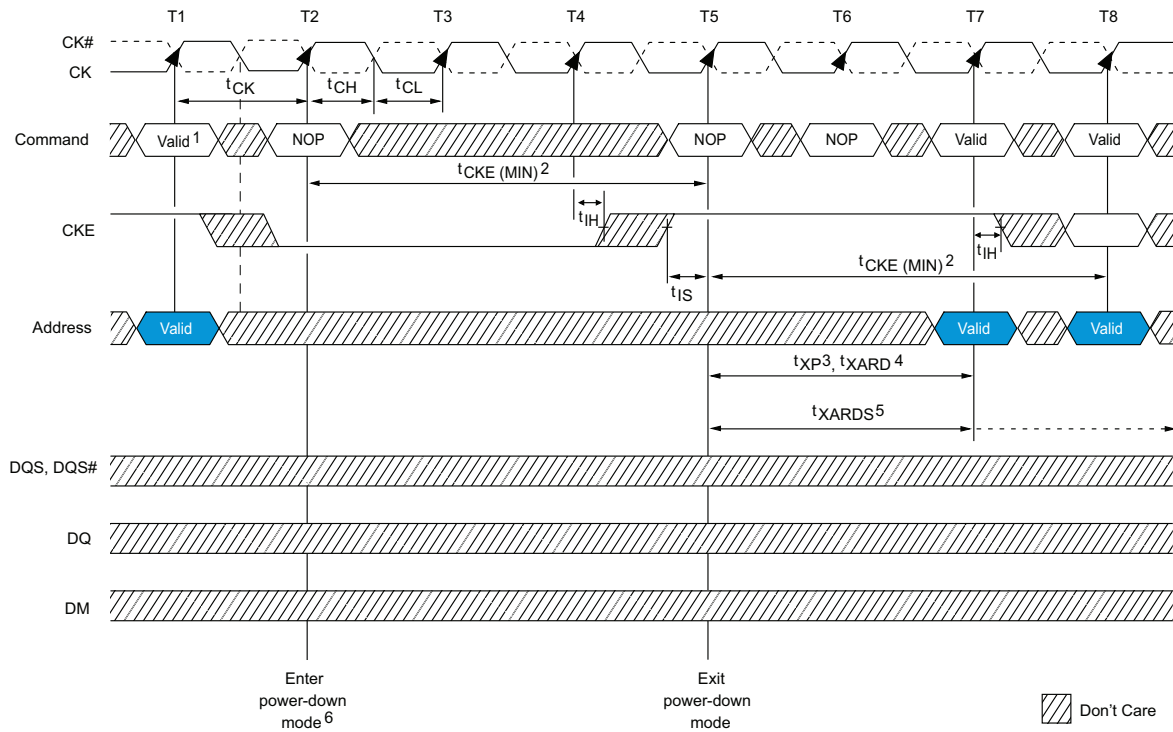 T1 T2 T3 T4 T5 T6 T7 T8
CK#
CK
tCK tCH tCL
Command Valid 1 NOP NOP NOP Valid Valid
tCKE (MIN) 2
CKE
tIH
tIH
tCKE (MIN) 2
tIS
Address Valid Valid Valid
tXP3, tXARD 4
tXARDS5
DQS, DQS#
DQ
DM
Enter
power-down
mode 6
Exit
power-down
mode
Don't Care